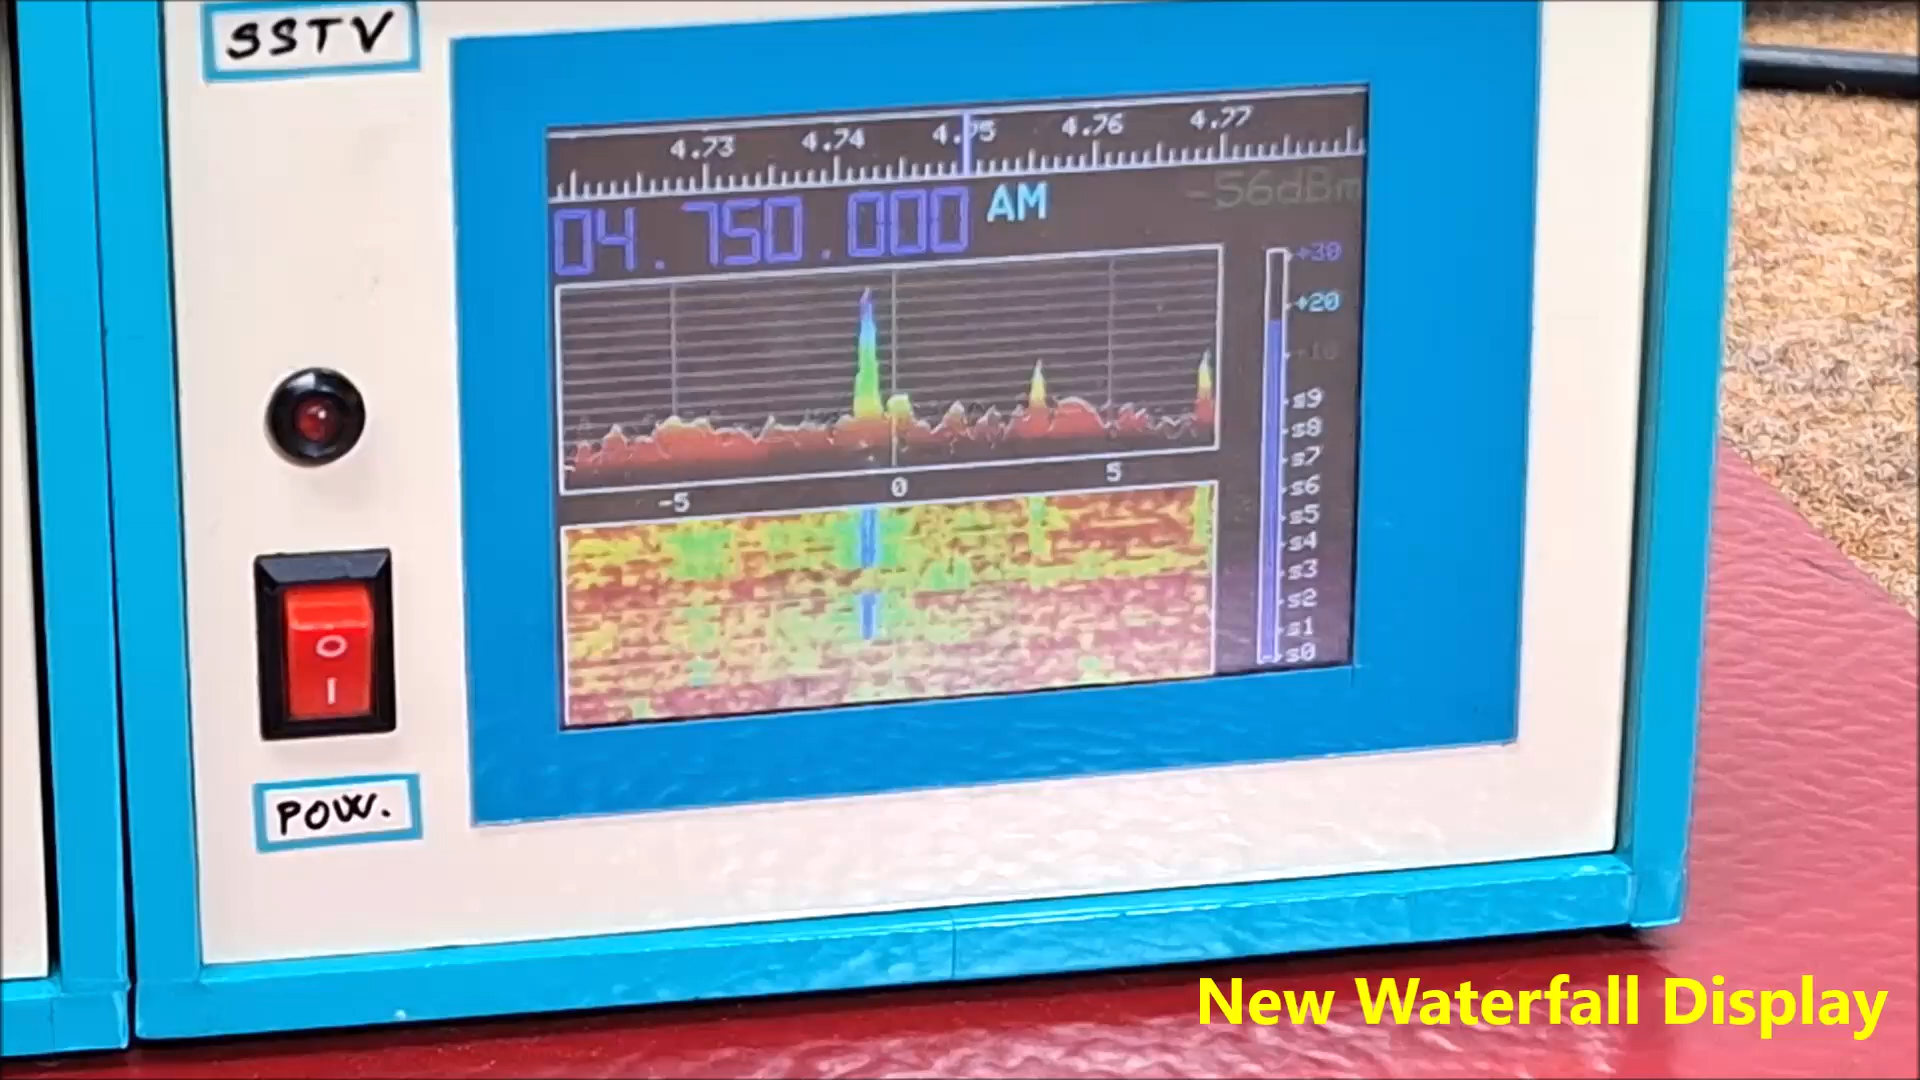 SSTV
4.73 4.74 4.75 4.76 4.77
04.750.000 AM -56dBm
+30
+20
+10
s9
s8
s7
s6
s5
s4
s3
s2
s1
s0
-5 0 5
O
I
POW.
New Waterfall Display